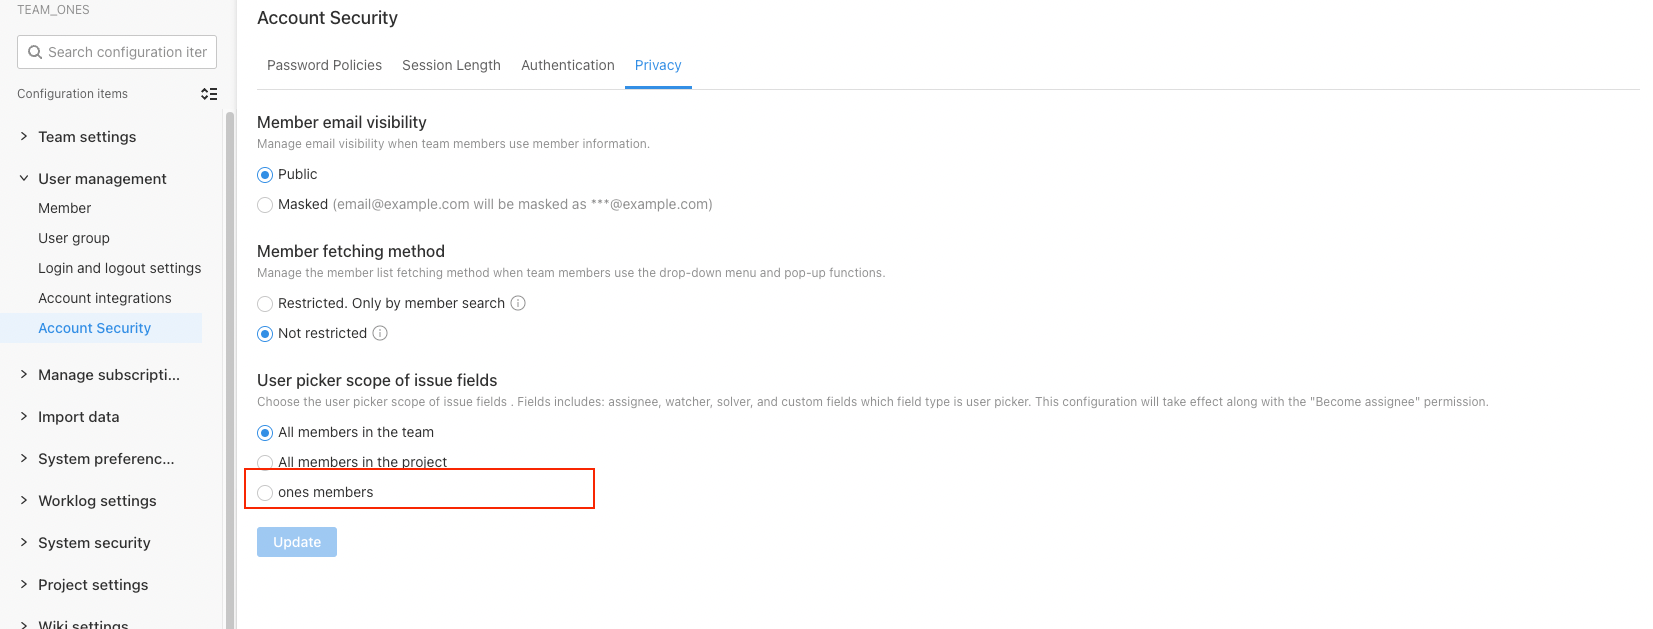 TEAM_ONES
Search configuration iter
Configuration items
Team settings
User management
Member
User group
Login and logout settings
Account integrations
Account Security
Manage subscripti...
Import data
System preferenc...
Worklog settings
System security
Project settings
Wiki settings
Account Security
Password Policies Session Length Authentication Privacy
Member email visibility
Manage email visibility when team members use member information.
Public
Masked (email@example.com will be masked as ***@example.com)
Member fetching method
Manage the member list fetching method when team members use the drop-down menu and pop-up functions.
Restricted. Only by member search
Not restricted
User picker scope of issue fields
Choose the user picker scope of issue fields . Fields includes: assignee, watcher, solver, and custom fields which field type is user picker. This configuration will take effect along with the "Become assignee" permission.
All members in the team
All members in the project
ones members
Update